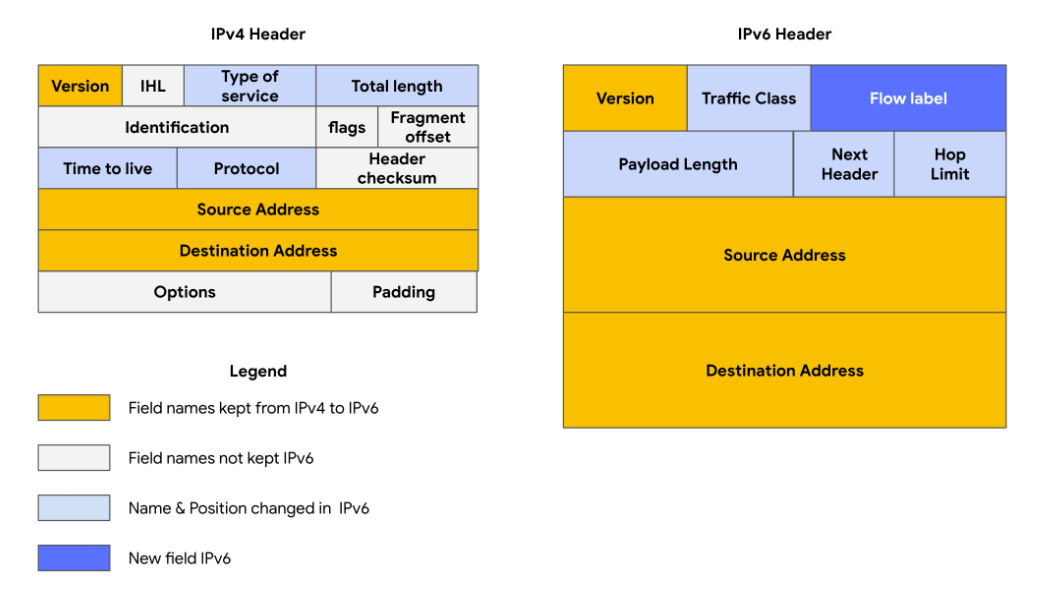 IPv4 Header
Version
IHL
Type of
service
Total length
Identification
flags
Fragment
offset
Time to live
Protocol
Header
checksum
Source Address
Destination Address
Options
Padding
IPv6 Header
Version
Traffic Class
Flow label
Payload Length
Next
Header
Hop
Limit
Source Address
Destination Address
Legend
Field names kept from IPv4 to IPv6
Field names not kept IPv6
Name & Position changed in IPv6
New field IPv6